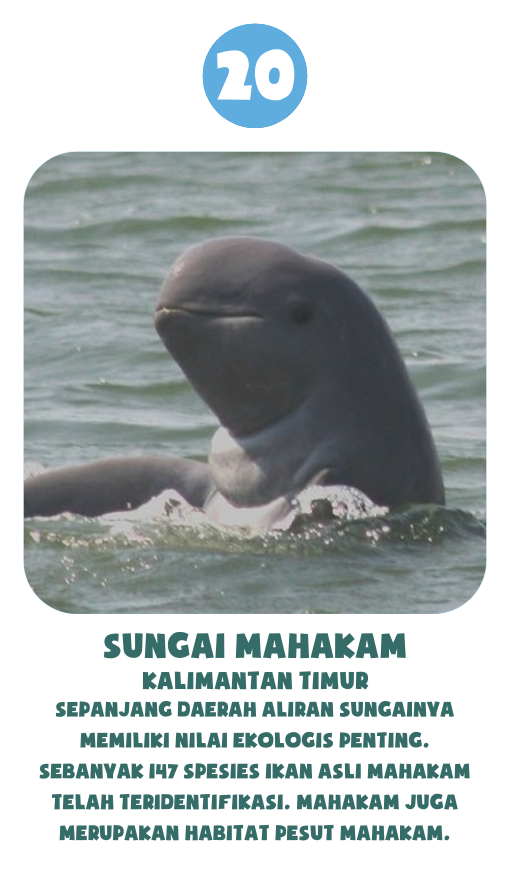 20
SUNGAI MAHAKAM
KALIMANTAN TIMUR
SEPANJANG DAERAH ALIRAN SUNGAINYA
MEMILIKI NILAI EKOLOGIS PENTING.
SEBANYAK 147 SPESIES IKAN ASLI MAHAKAM
TELAH TERIDENTIFIKASI. MAHAKAM JUGA
MERUPAKAN HABITAT PESUT MAHAKAM.